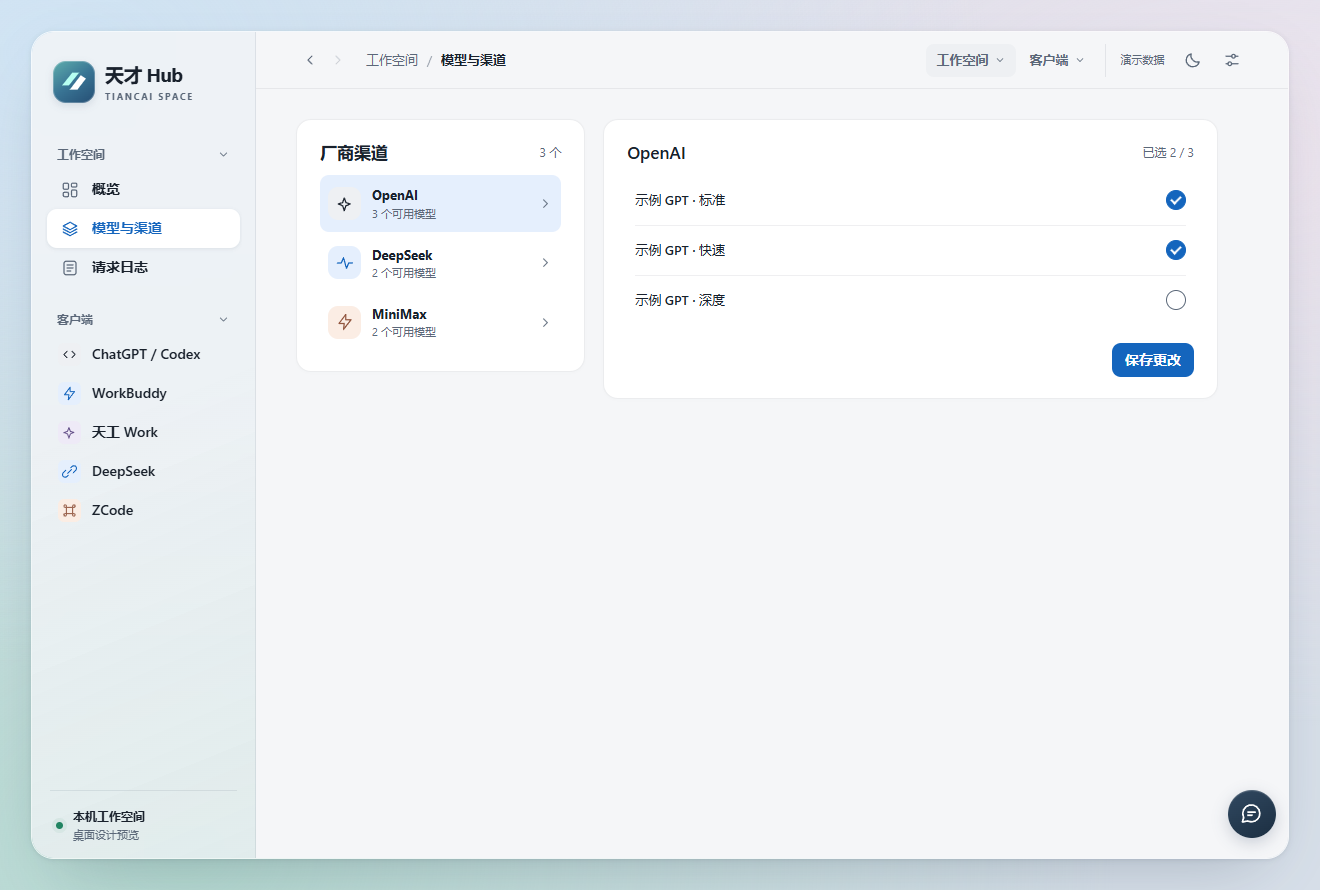 天才 Hub
TIANCAI SPACE
工作空间
概览
模型与渠道
请求日志
客户端
ChatGPT / Codex
WorkBuddy
天工 Work
DeepSeek
ZCode
本机工作空间
桌面设计预览
工作空间 / 模型与渠道
工作空间
客户端
演示数据
厂商渠道
3 个
OpenAI
3 个可用模型
DeepSeek
2 个可用模型
MiniMax
2 个可用模型
OpenAI
已选 2 / 3
示例 GPT · 标准
示例 GPT · 快速
示例 GPT · 深度
保存更改